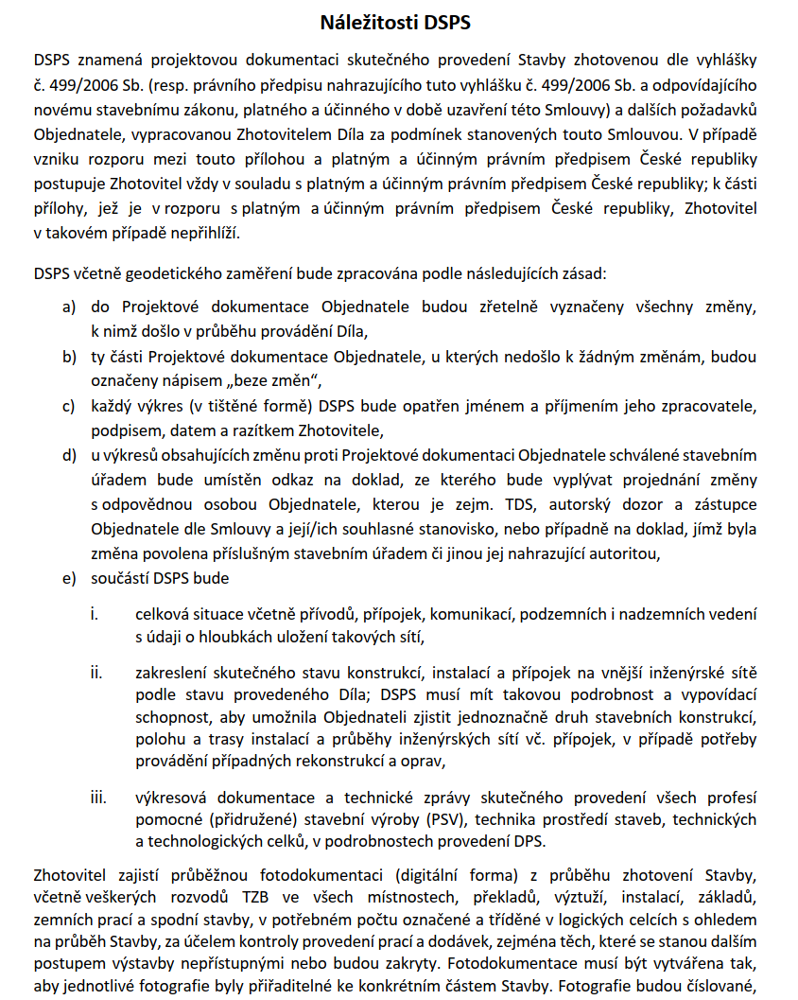 Náležitosti DSPS
DSPS znamená projektovou dokumentaci skutečného provedení Stavby zhotovenou dle vyhlášky
č. 499/2006 Sb. (resp. právního předpisu nahrazujícího tuto vyhlášku č. 499/2006 Sb. a odpovídajícího
novému stavebnímu zákonu, platného a účinného v době uzavření této Smlouvy) a dalších požadavků
Objednatele, vypracovanou Zhotovitelem Díla za podmínek stanovených touto Smlouvou. V případě
vzniku rozporu mezi touto přílohou a platným a účinným právním předpisem České republiky
postupuje Zhotovitel vždy v souladu s platným a účinným právním předpisem České republiky; k části
přílohy, jež je v rozporu s platným a účinným právním předpisem České republiky, Zhotovitel
v takovém případě nepřihlíží.
DSPS včetně geodetického zaměření bude zpracována podle následujících zásad:
a) do Projektové dokumentace Objednatele budou zřetelně vyznačeny všechny změny,
k nimž došlo v průběhu provádění Díla,
b) ty části Projektové dokumentace Objednatele, u kterých nedošlo k žádným změnám, budou
označeny nápisem „beze změn“,
c) každý výkres (v tištěné formě) DSPS bude opatřen jménem a příjmením jeho zpracovatele,
podpisem, datem a razítkem Zhotovitele,
d) u výkresů obsahujících změnu proti Projektové dokumentaci Objednatele schválené stavebním
úřadem bude umístěn odkaz na doklad, ze kterého bude vyplývat projednání změny
s odpovědnou osobou Objednatele, kterou je zejm. TDS, autorský dozor a zástupce
Objednatele dle Smlouvy a její/ich souhlasné stanovisko, nebo případně na doklad, jímž byla
změna povolena příslušným stavebním úřadem či jinou jej nahrazující autoritou,
e) součástí DSPS bude
i. celková situace včetně přívodů, přípojek, komunikací, podzemních i nadzemních vedení
s údaji o hloubkách uložení takových sítí,
ii. zakreslení skutečného stavu konstrukcí, instalací a přípojek na vnější inženýrské sítě
podle stavu provedeného Díla; DSPS musí mít takovou podrobnost a vypovídací
schopnost, aby umožnila Objednateli zjistit jednoznačně druh stavebních konstrukcí,
polohu a trasy instalací a průběhy inženýrských sítí vč. přípojek, v případě potřeby
provádění případných rekonstrukcí a oprav,
iii. výkresová dokumentace a technické zprávy skutečného provedení všech profesí
pomocné (přidružené) stavební výroby (PSV), technika prostředí staveb, technických
a technologických celků, v podrobnostech provedení DPS.
Zhotovitel zajistí průběžnou fotodokumentaci (digitální forma) z průběhu zhotovení Stavby,
včetně veškerých rozvodů TZB ve všech místnostech, překladů, výztuží, instalací, základů,
zemních prací a spodní stavby, v potřebném počtu označené a tříděné v logických celcích s ohledem
na průběh Stavby, za účelem kontroly provedení prací a dodávek, zejména těch, které se stanou dalším
postupem výstavby nepřístupnými nebo budou zakryty. Fotodokumentace musí být vytvářena tak,
aby jednotlivé fotografie byly přiřaditelné ke konkrétním částem Stavby. Fotografie budou číslované,